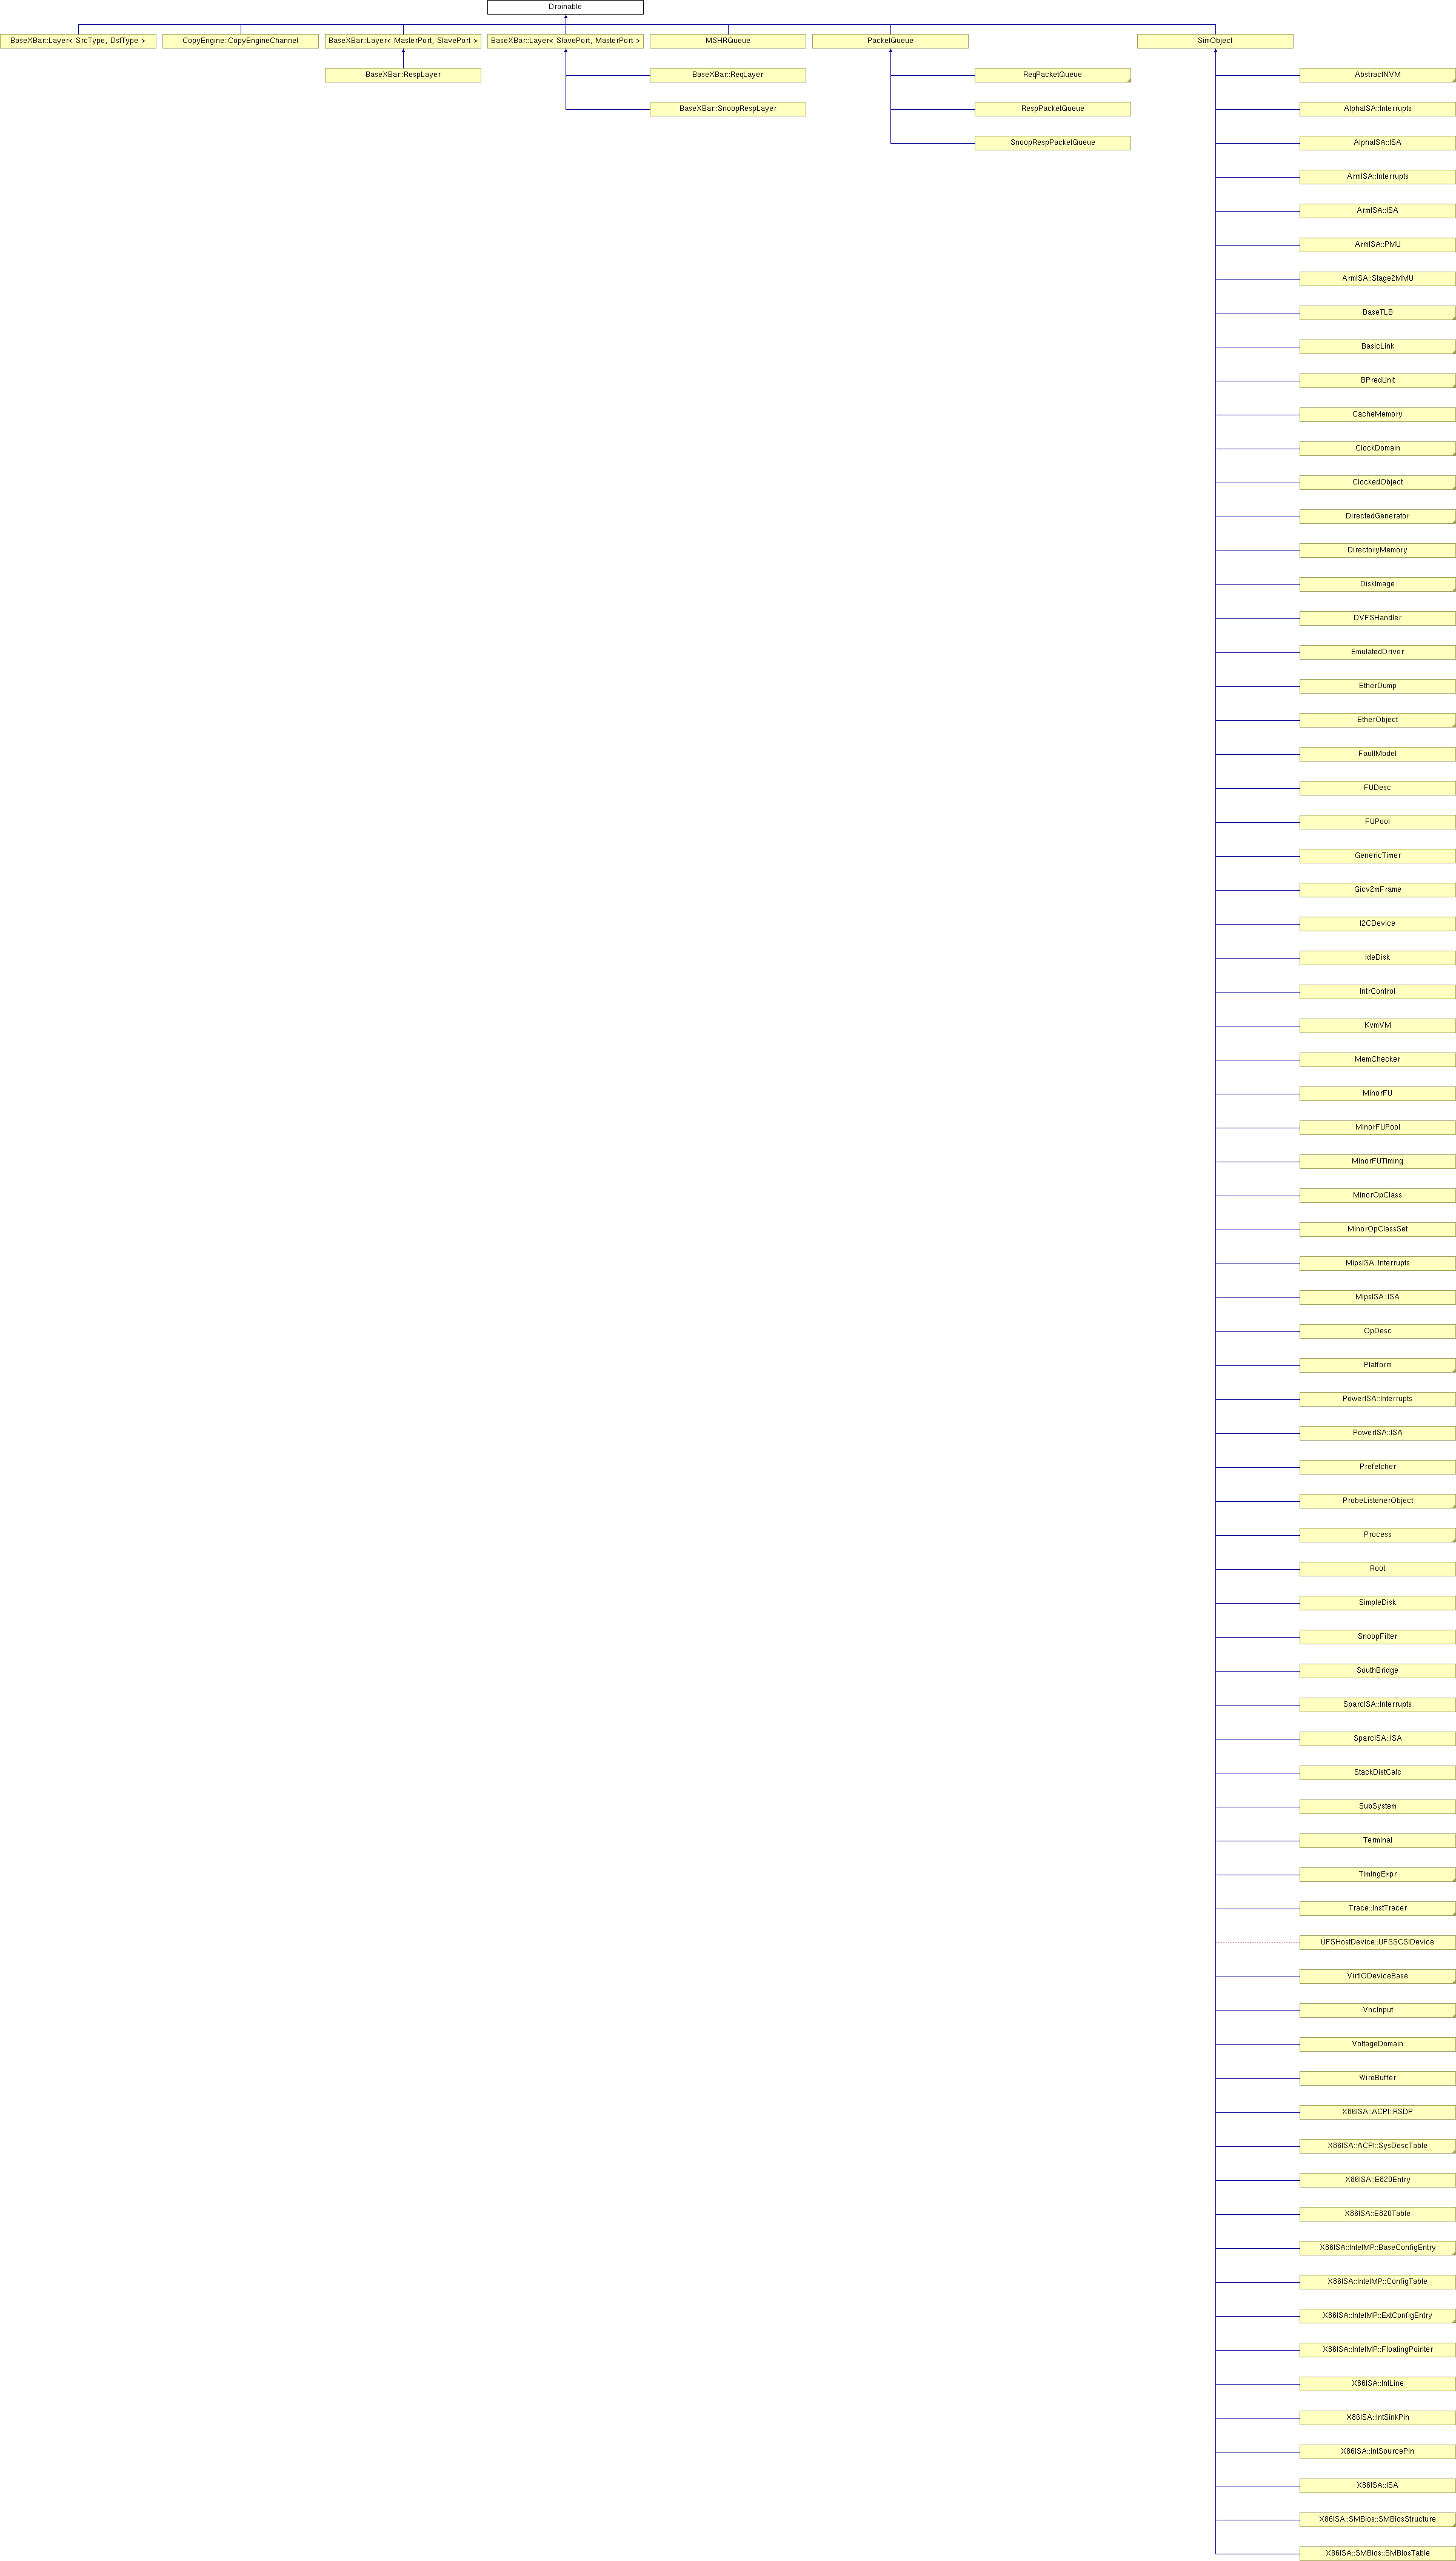 Drainable
BaseXBar::Layer< SrcType, DstType >
CopyEngine::CopyEngineChannel
BaseXBar::Layer< MasterPort, SlavePort >
BaseXBar::Layer< SlavePort, MasterPort >
MSHRQueue
PacketQueue
SimObject
BaseXBar::RespLayer
BaseXBar::ReqLayer
ReqPacketQueue
AbstractNVM
BaseXBar::SnoopRespLayer
RespPacketQueue
AlphaISA::Interrupts
SnoopRespPacketQueue
AlphaISA::ISA
ArmISA::Interrupts
ArmISA::ISA
ArmISA::PMU
ArmISA::Stage2MMU
BaseTLB
BasicLink
BPredUnit
CacheMemory
ClockDomain
ClockedObject
DirectedGenerator
DirectoryMemory
DiskImage
DVFSHandler
EmulatedDriver
EtherDump
EtherObject
FaultModel
FUDesc
FUPool
GenericTimer
Gicv2mFrame
I2CDevice
IdeDisk
IntrControl
KvmVM
MemChecker
MinorFU
MinorFUPool
MinorFUTiming
MinorOpClass
MinorOpClassSet
MipsISA::Interrupts
MipsISA::ISA
OpDesc
Platform
PowerISA::Interrupts
PowerISA::ISA
Prefetcher
ProbeListenerObject
Process
Root
SimpleDisk
SnoopFilter
SouthBridge
SparcISA::Interrupts
SparcISA::ISA
StackDistCalc
SubSystem
Terminal
TimingExpr
Trace::InstTracer
UFSHostDevice::UFSSCSIDevice
VirtIODeviceBase
VncInput
VoltageDomain
WireBuffer
X86ISA::ACPI::RSDP
X86ISA::ACPI::SysDescTable
X86ISA::E820Entry
X86ISA::E820Table
X86ISA::IntelMP::BaseConfigEntry
X86ISA::IntelMP::ConfigTable
X86ISA::IntelMP::ExtConfigEntry
X86ISA::IntelMP::FloatingPointer
X86ISA::IntLine
X86ISA::IntSinkPin
X86ISA::IntSourcePin
X86ISA::ISA
X86ISA::SMBios::SMBiosStructure
X86ISA::SMBios::SMBiosTable